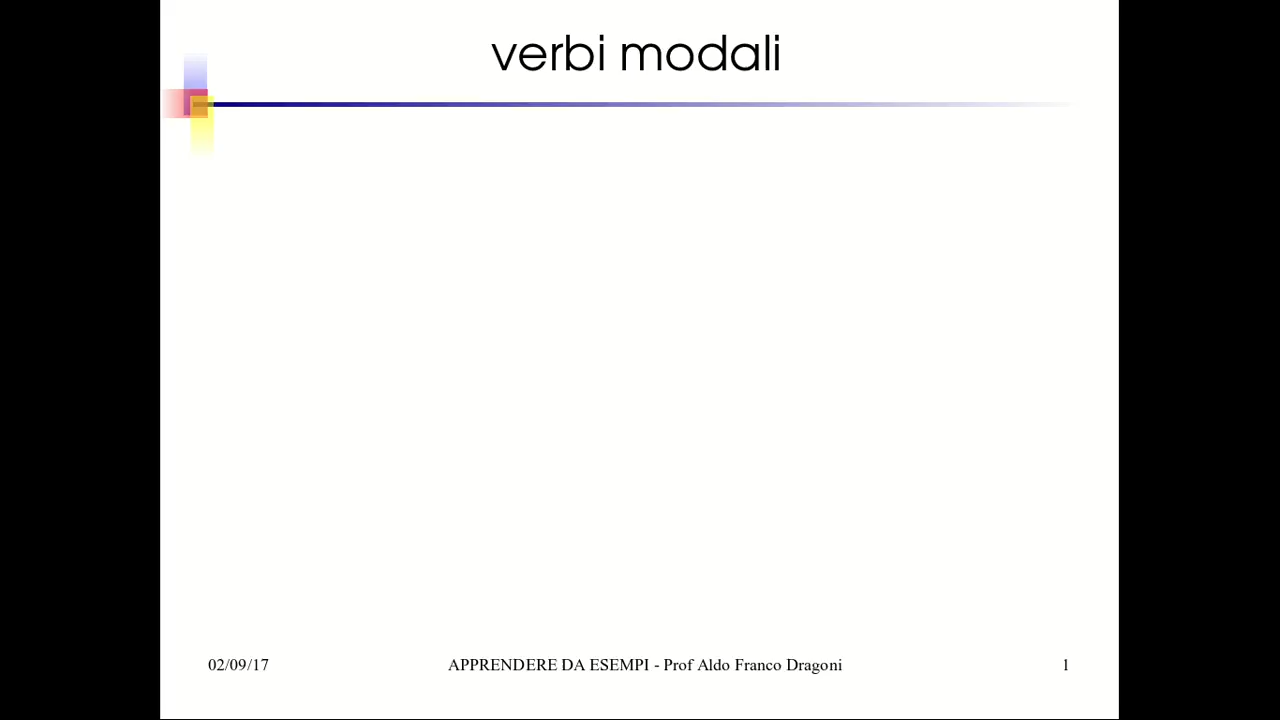 verbi modali
02/09/17 APPRENDERE DA ESEMPI - Prof Aldo Franco Dragoni 1